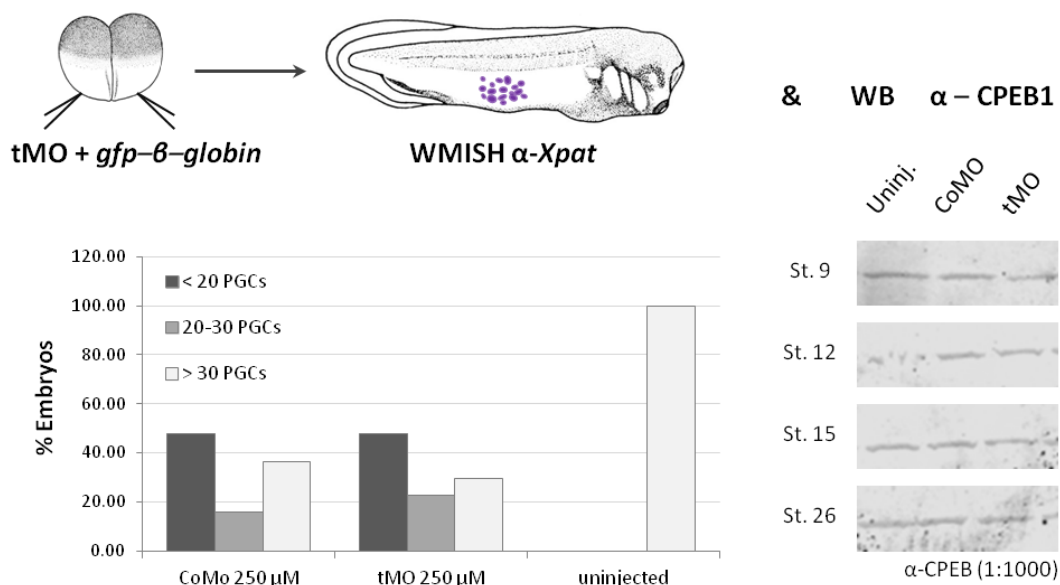 tMO + gfp–β–globin
WMISH α-Xpat
& WB α – CPEB1
120.00
100.00
80.00
60.00
40.00
20.00
0.00
% Embryos
< 20 PGCs
20-30 PGCs
> 30 PGCs
CoMo 250 µM
tMO 250 µM
uninjected
Uninj.
CoMO
tMO
St. 9
St. 12
St. 15
St. 26
α-CPEB (1:1000)